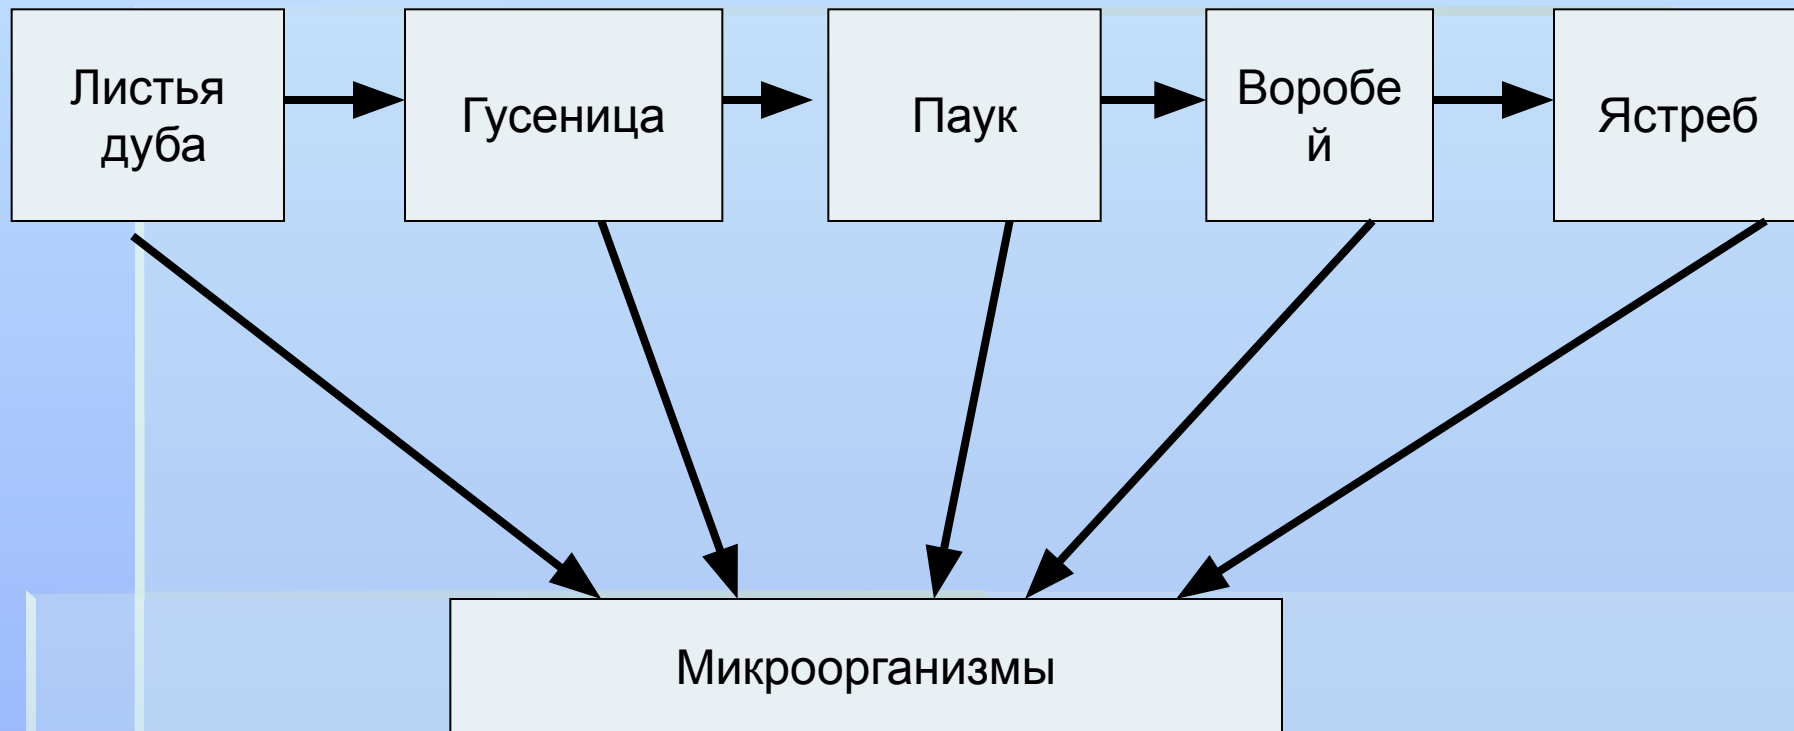 Листья
дуба
Гусеница
Паук
Воробе
й
Ястреб
Микроорганизмы